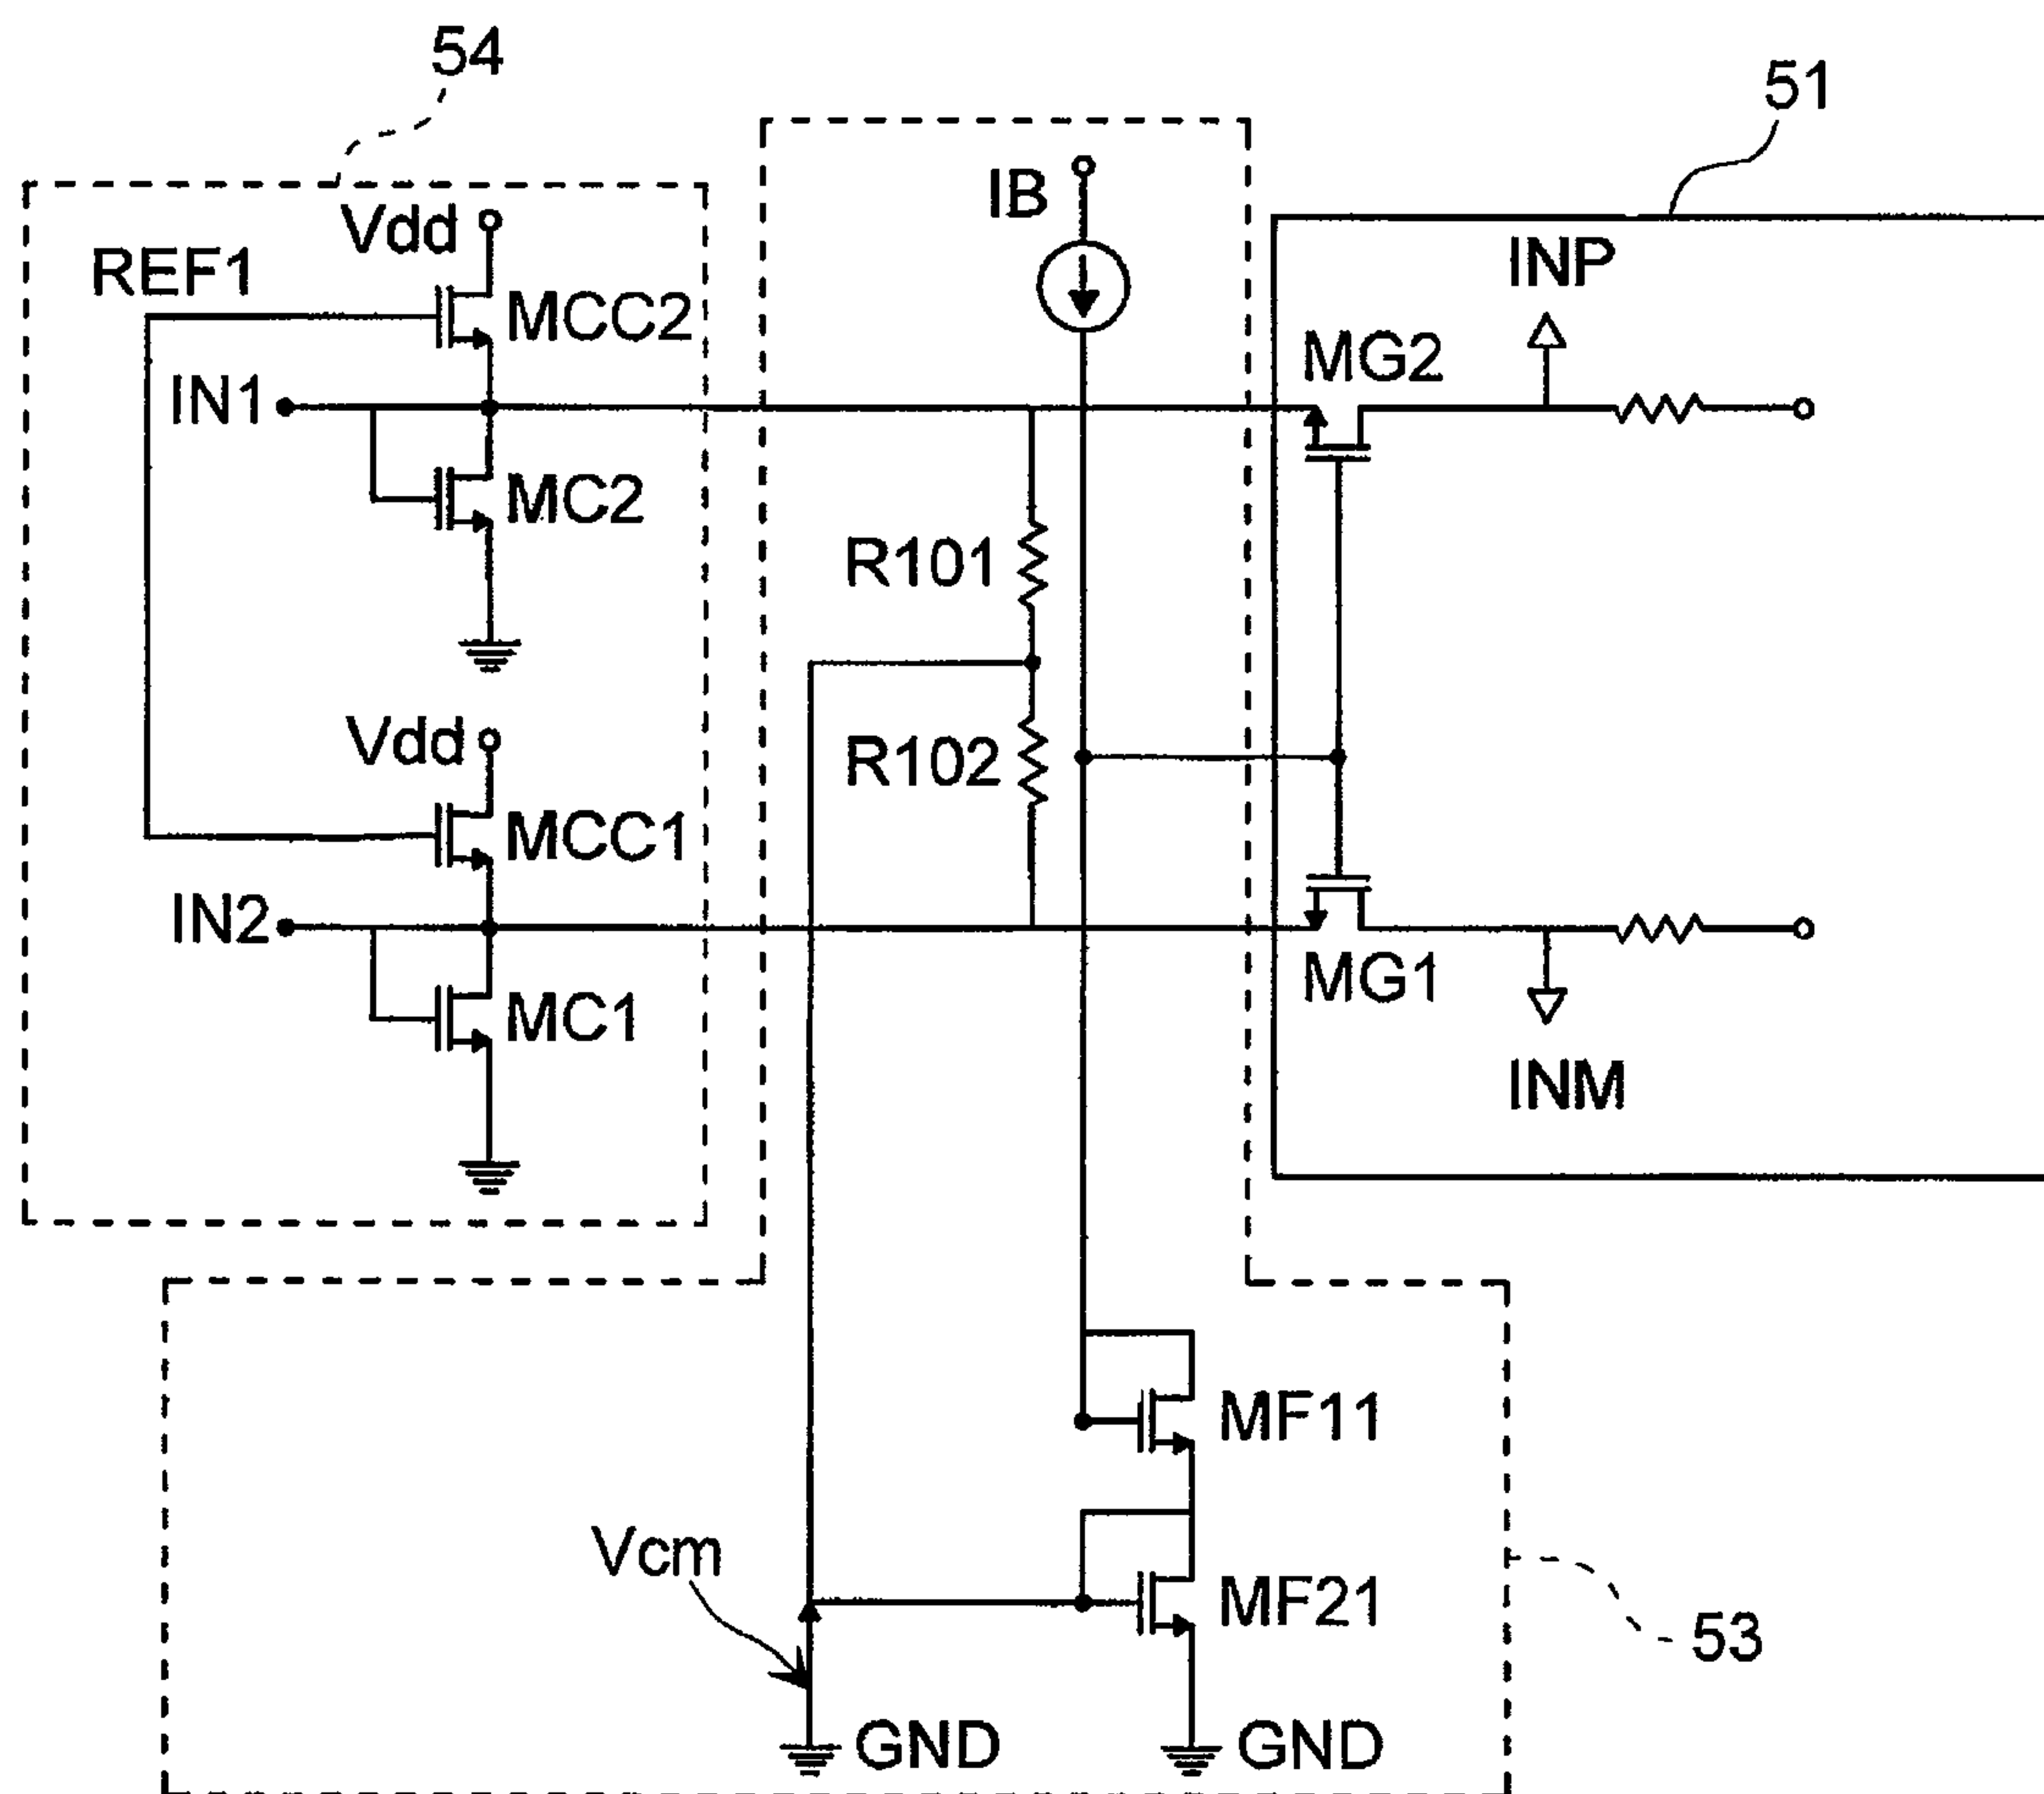 54
51
Vdd
IB
REF1
INP
MCC2
MG2
IN1
MC2
R101
Vdd
R102
MCC1
IN2
MG1
MC1
INM
MF11
Vcm
MF21
53
GND
GND